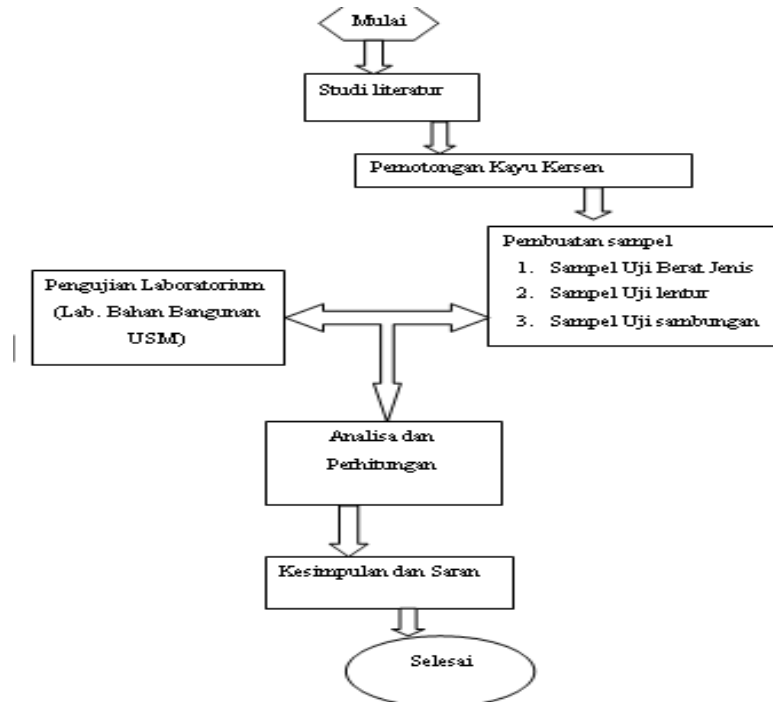 Mulai
Studi literatur
Pemotongan Kayu Kersen
Pembuatan sampel
1. Sampel Uji Berat Jenis
2. Sampel Uji lentur
3. Sampel Uji sambungan
Pengujian Laboratorium
(Lab. Bahan Bangunan
USM)
Analisa dan
Perhitungan
Kesimpulan dan Saran
Selesai